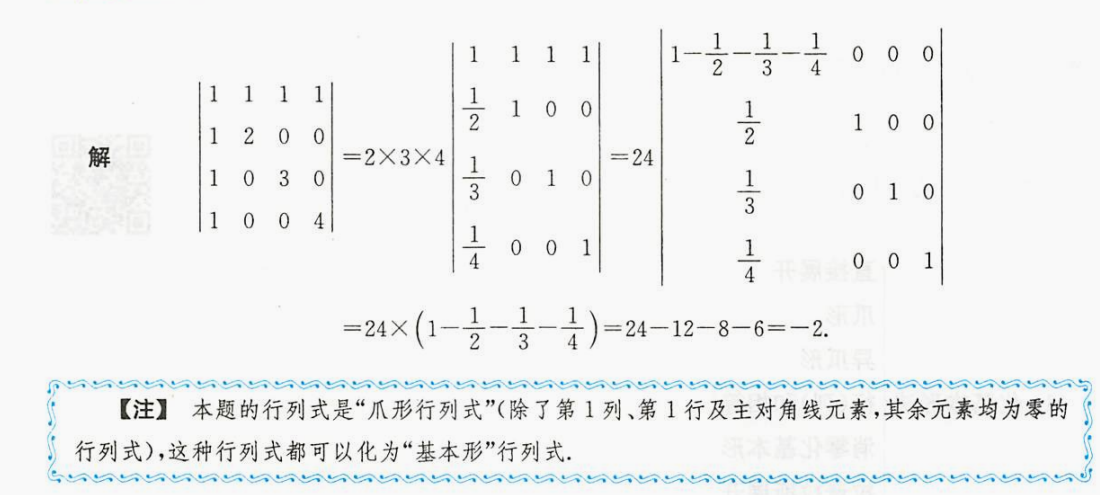 解 $\begin{vmatrix} 1 & 1 & 1 & 1 \\ 1 & 2 & 0 & 0 \\ 1 & 0 & 3 & 0 \\ 1 & 0 & 0 & 4 \end{vmatrix} =2×3×4 \begin{vmatrix} 1 & 1 & 1 & 1 \\ \frac{1}{2} & 1 & 0 & 0 \\ \frac{1}{3} & 0 & 1 & 0 \\ \frac{1}{4} & 0 & 0 & 1 \end{vmatrix} =24 \begin{vmatrix} 1-\frac{1}{2}-\frac{1}{3}-\frac{1}{4} & 0 & 0 & 0 \\ \frac{1}{2} & 1 & 0 & 0 \\ \frac{1}{3} & 0 & 1 & 0 \\ \frac{1}{4} & 0 & 0 & 1 \end{vmatrix}$
$=24×\left(1-\frac{1}{2}-\frac{1}{3}-\frac{1}{4}\right)=24-12-8-6=-2.$
【注】 本题的行列式是“爪形行列式”(除了第1列、第1行及主对角线元素,其余元素均为零的
行列式),这种行列式都可以化为“基本形”行列式.